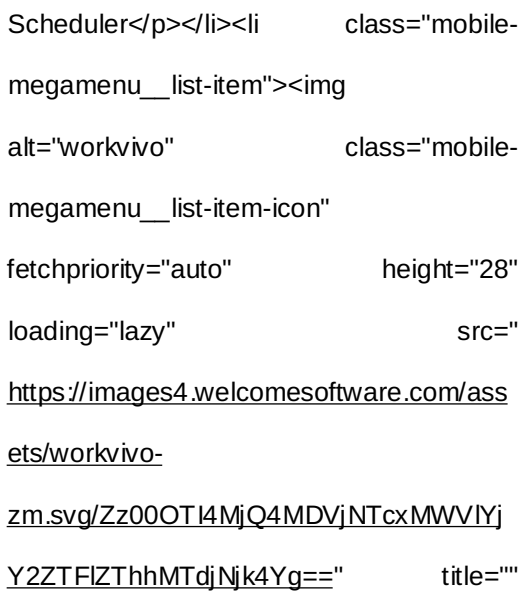 Scheduler</p></li><li class="mobile-
megamenu__list-item"><img
alt="workvivo" class="mobile-
megamenu__list-item-icon"
fetchpriority="auto" height="28"
loading="lazy" src="
https://images4.welcomesoftware.com/ass
ets/workvivo-
zm.svg/Zz00OTI4MjQ4MDVjNTcxMWVlYj
Y2ZTFlZThhMTdjNjk4Yg==" title=""